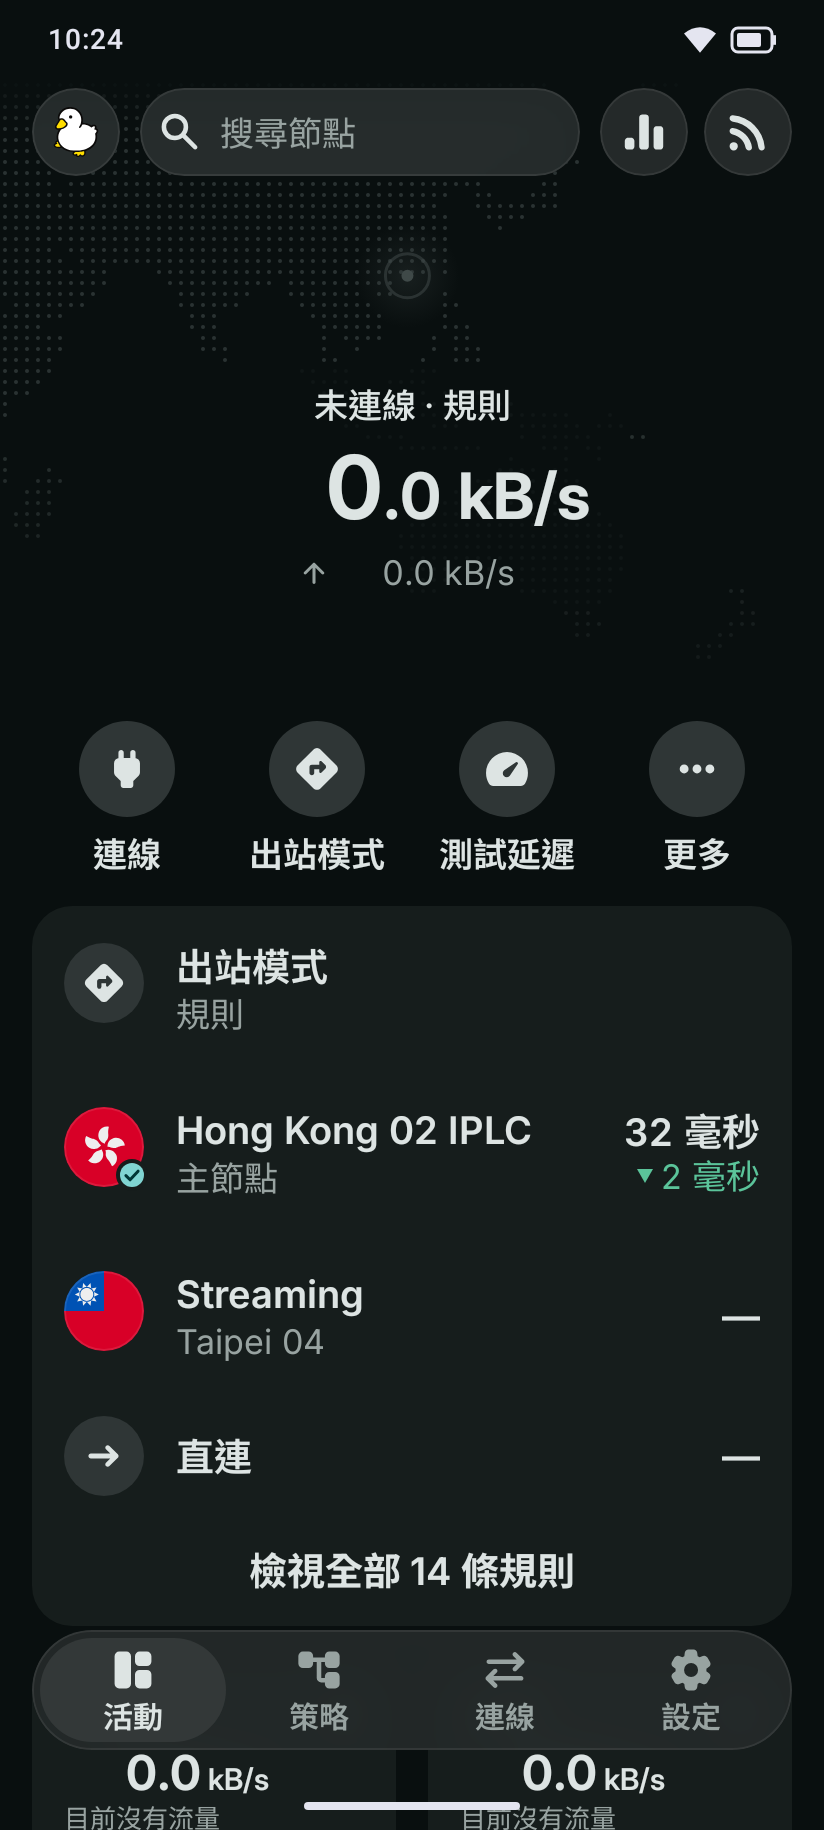 10:24
搜尋節點
未連線 · 規則
0.0 kB/s
0.0 kB/s
連線 出站模式 測試延遲 更多
出站模式
規則
Hong Kong 02 IPLC 32 毫秒
主節點 2 毫秒
Streaming
Taipei 04
直連
檢視全部 14 條規則
活動 策略 連線 設定
0.0 kB/s 0.0 kB/s
目前沒有流量 目前沒有流量